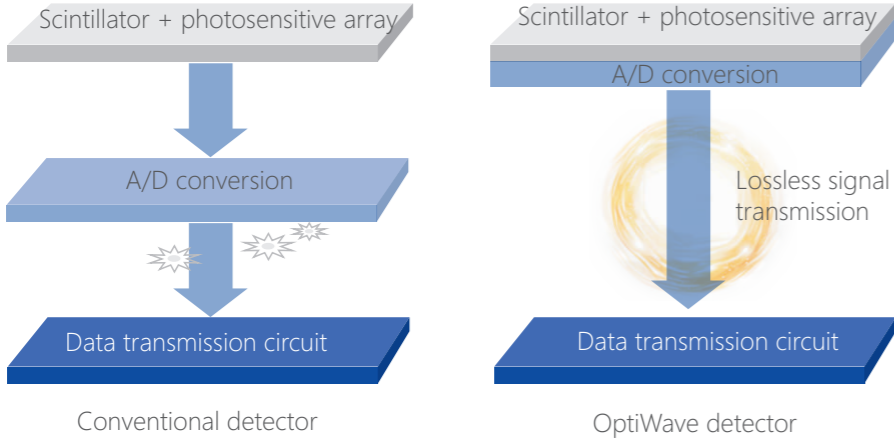 Scintillator + photosensitive array
A/D conversion
Data transmission circuit
Conventional detector
Scintillator + photosensitive array
A/D conversion
Lossless signal
transmission
Data transmission circuit
OptiWave detector